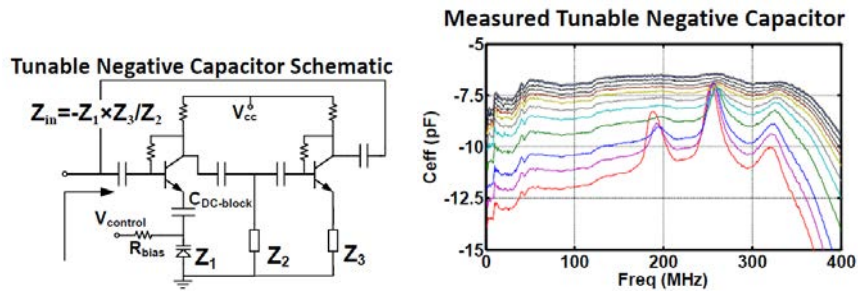 Measured Tunable Negative Capacitor
Tunable Negative Capacitor Schematic
Zin=-Z1×Z3/Z2
Vcc
CDC-block
Vcontrol
Rbias
Z1
Z2
Z3
-5
-7.5
-10
-12.5
-15
Ceff (pF)
0 100 200 300 400
Freq (MHz)